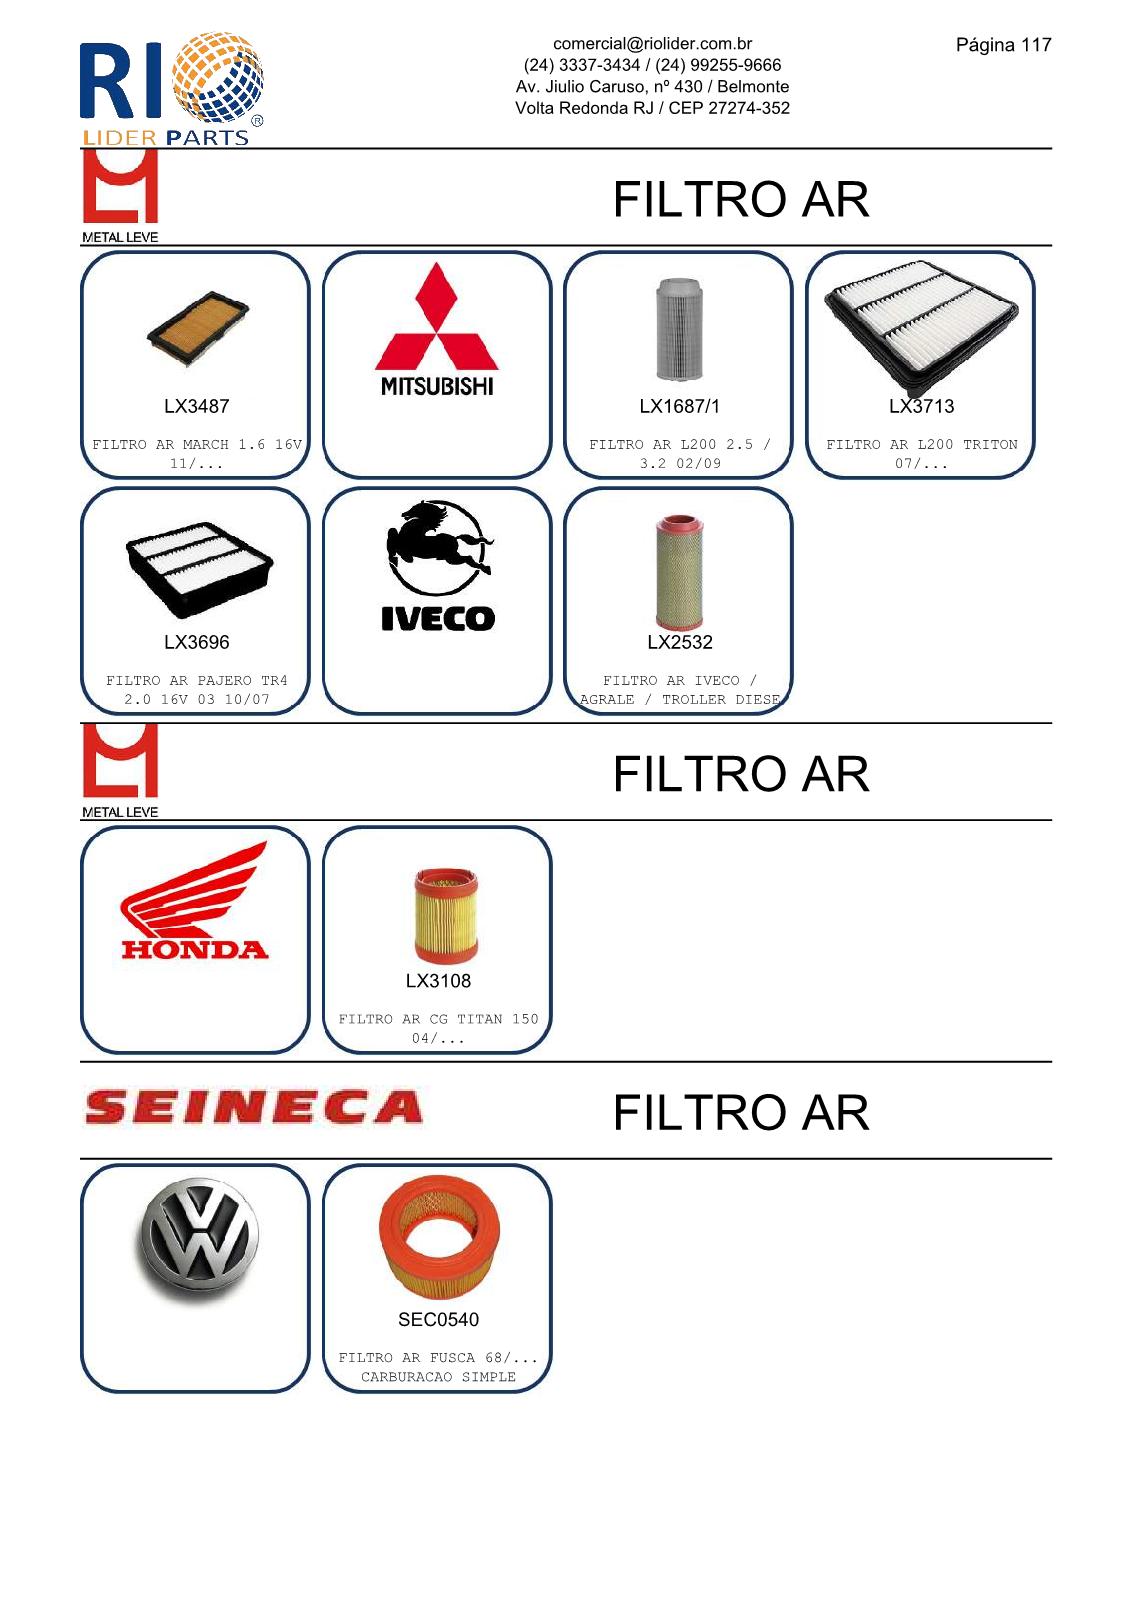 RIO
LIDER PARTS
®
comercial@riolider.com.br
(24) 3337-3434 / (24) 99255-9666
Av. Jiulio Caruso, nº 430 / Belmonte
Volta Redonda RJ / CEP 27274-352
Página 117
METAL LEVE
FILTRO AR
LX3487
FILTRO AR MARCH 1.6 16V
11/...
MITSUBISHI
LX1687/1
FILTRO AR L200 2.5 /
3.2 02/09
LX3713
FILTRO AR L200 TRITON
07/...
LX3696
FILTRO AR PAJERO TR4
2.0 16V 03 10/07
IVECO
LX2532
FILTRO AR IVECO /
AGRALE / TROLLER DIESE
METAL LEVE
FILTRO AR
HONDA
LX3108
FILTRO AR CG TITAN 150
04/...
SEINECA
FILTRO AR
VW
SEC0540
FILTRO AR FUSCA 68/...
CARBURACAO SIMPLE